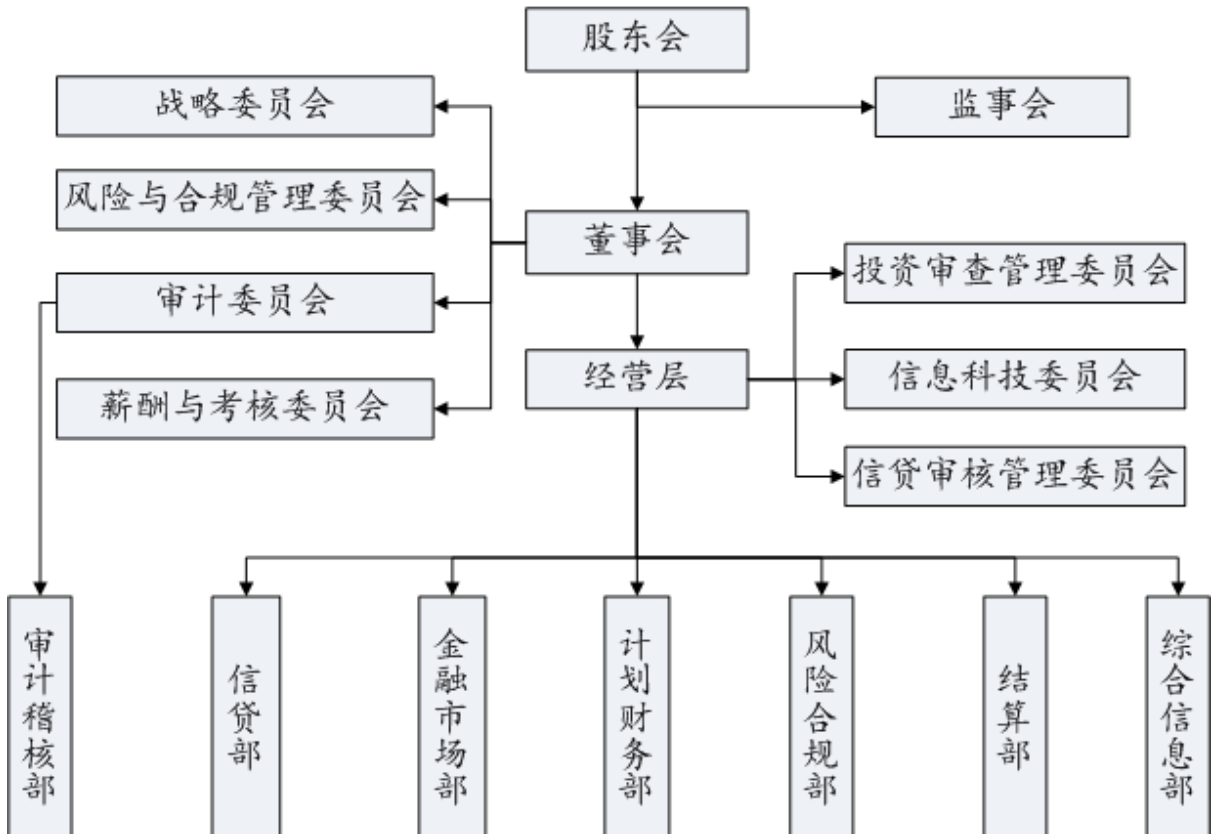 股东会
战略委员会
监事会
风险与合规管理委员会
董事会
投资审查管理委员会
审计委员会
经营层
信息科技委员会
薪酬与考核委员会
信贷审核管理委员会
审计稽核部
信贷部
金融市场部
计划财务部
风险合规部
结算部
综合信息部